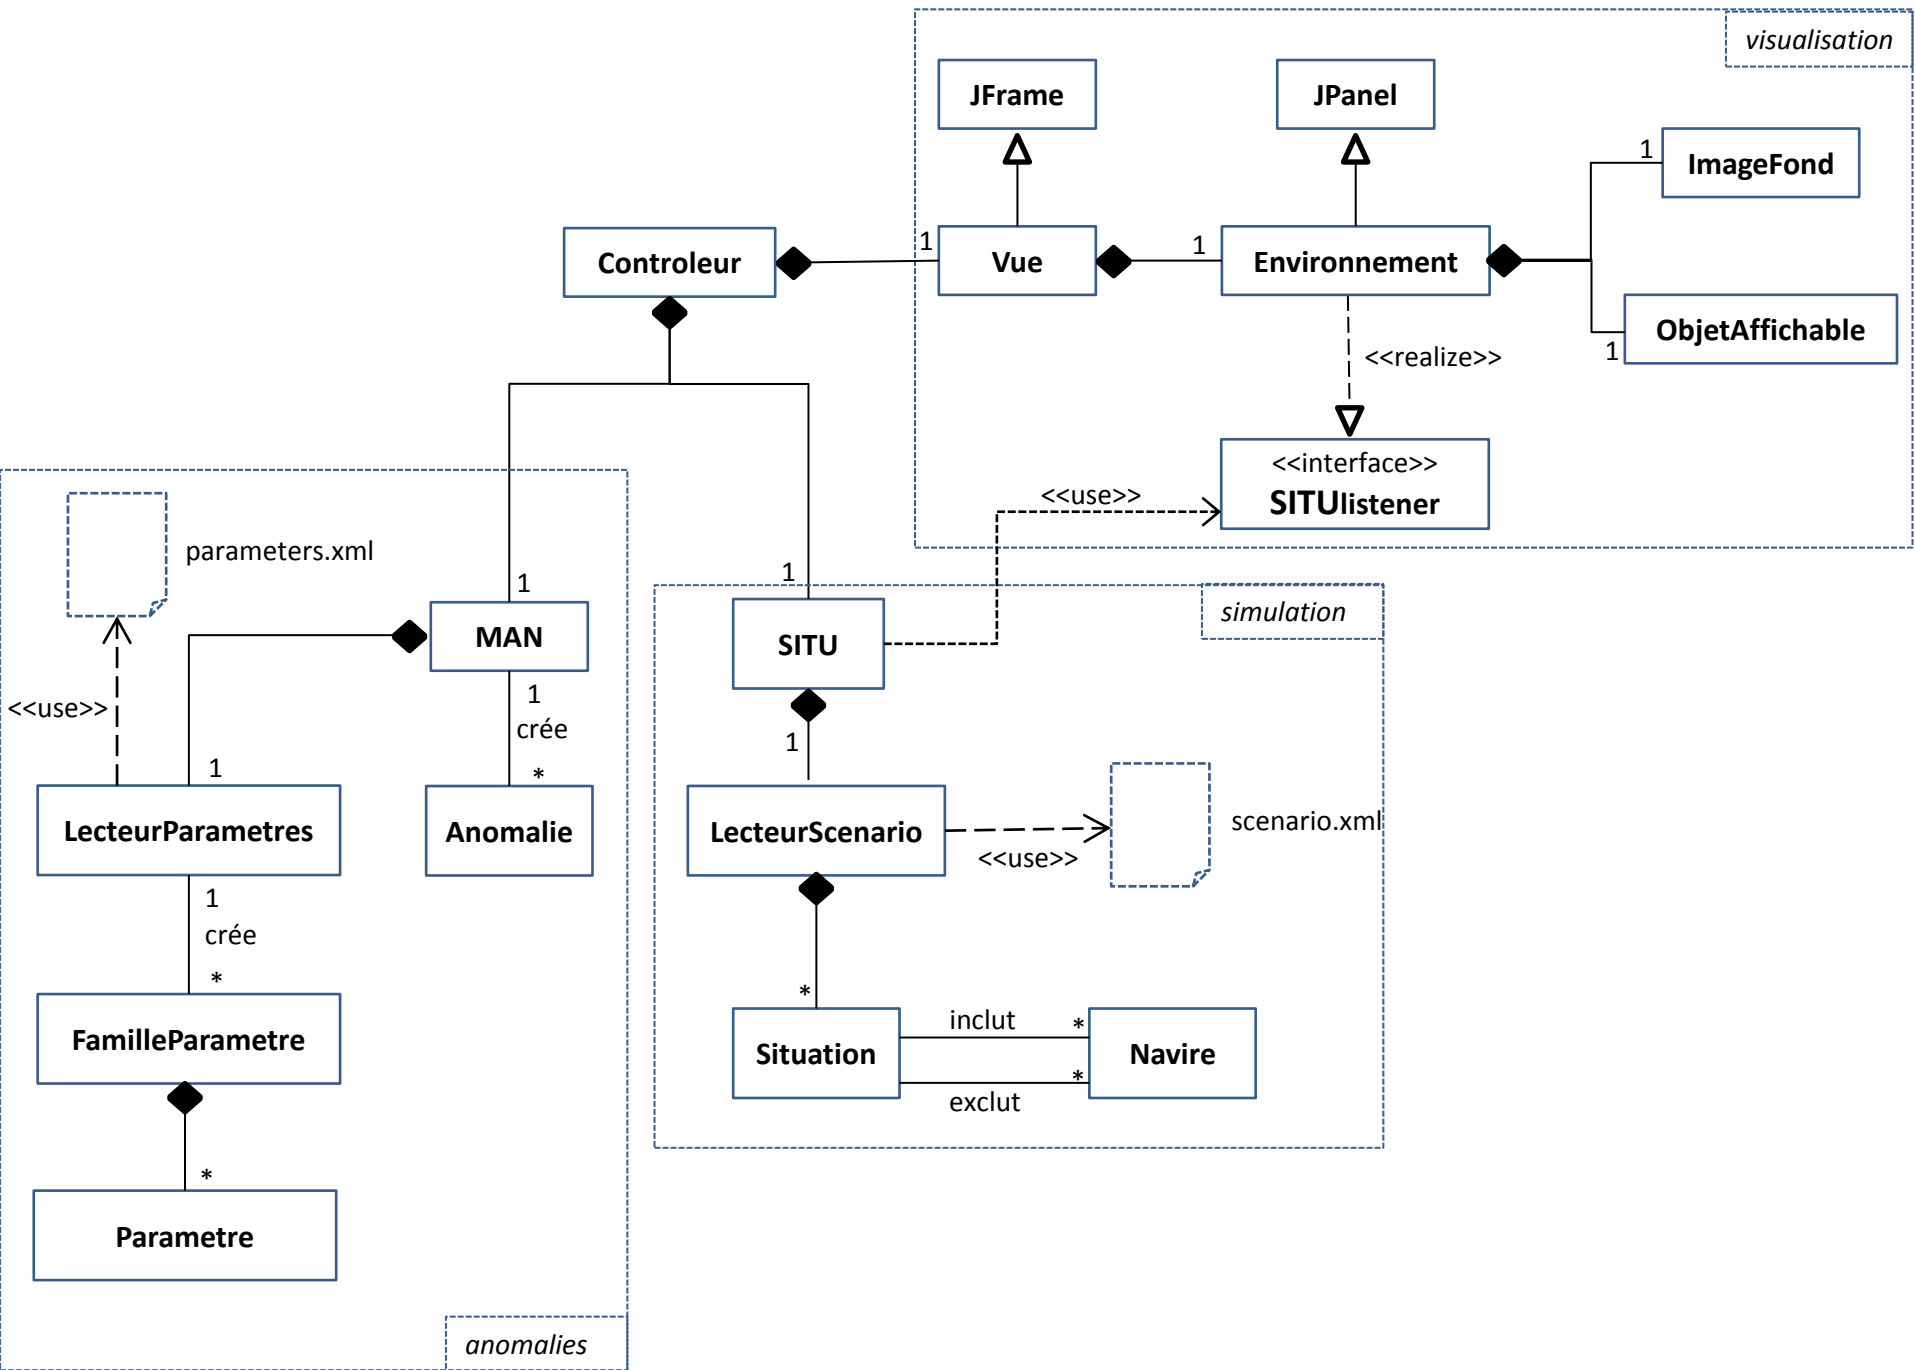 visualisation
JFrame
JPanel
1
ImageFond
Controleur
1
Vue
1
Environnement
1
ObjetAffichable
<<realize>>
<<interface>>
SITUlistener
<<use>>
parameters.xml
1
MAN
<<use>>
1
crée
*
1
LecteurParametres
Anomalie
1
crée
*
FamilleParametre
*
Parametre
anomalies
1
simulation
SITU
1
LecteurScenario
<<use>>
scenario.xml
*
Situation
inclut
*
exclut
*
Navire